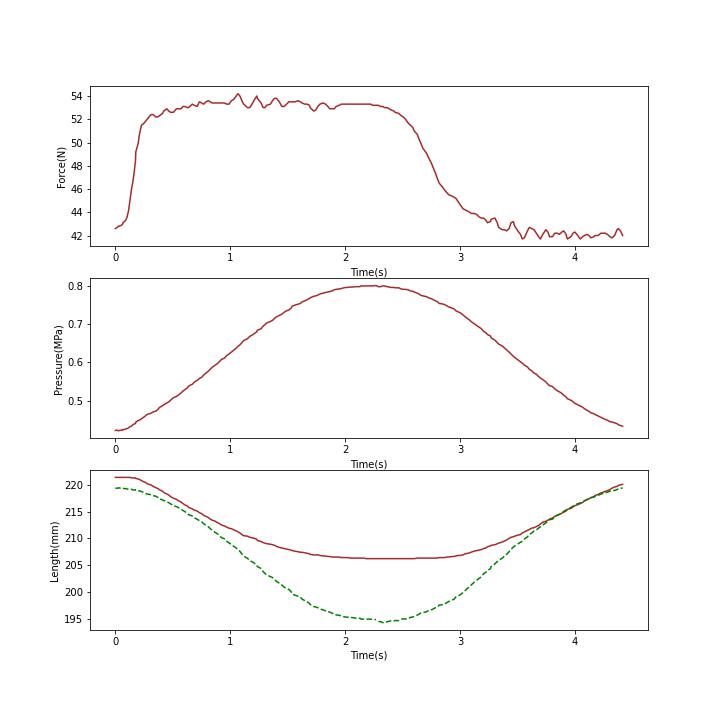 Force(N)
54
52
50
48
46
44
42
0 1 2 3 4
Time(s)
Pressure(MPa)
0.8
0.7
0.6
0.5
0 1 2 3 4
Time(s)
Length(mm)
220
215
210
205
200
195
0 1 2 3 4
Time(s)